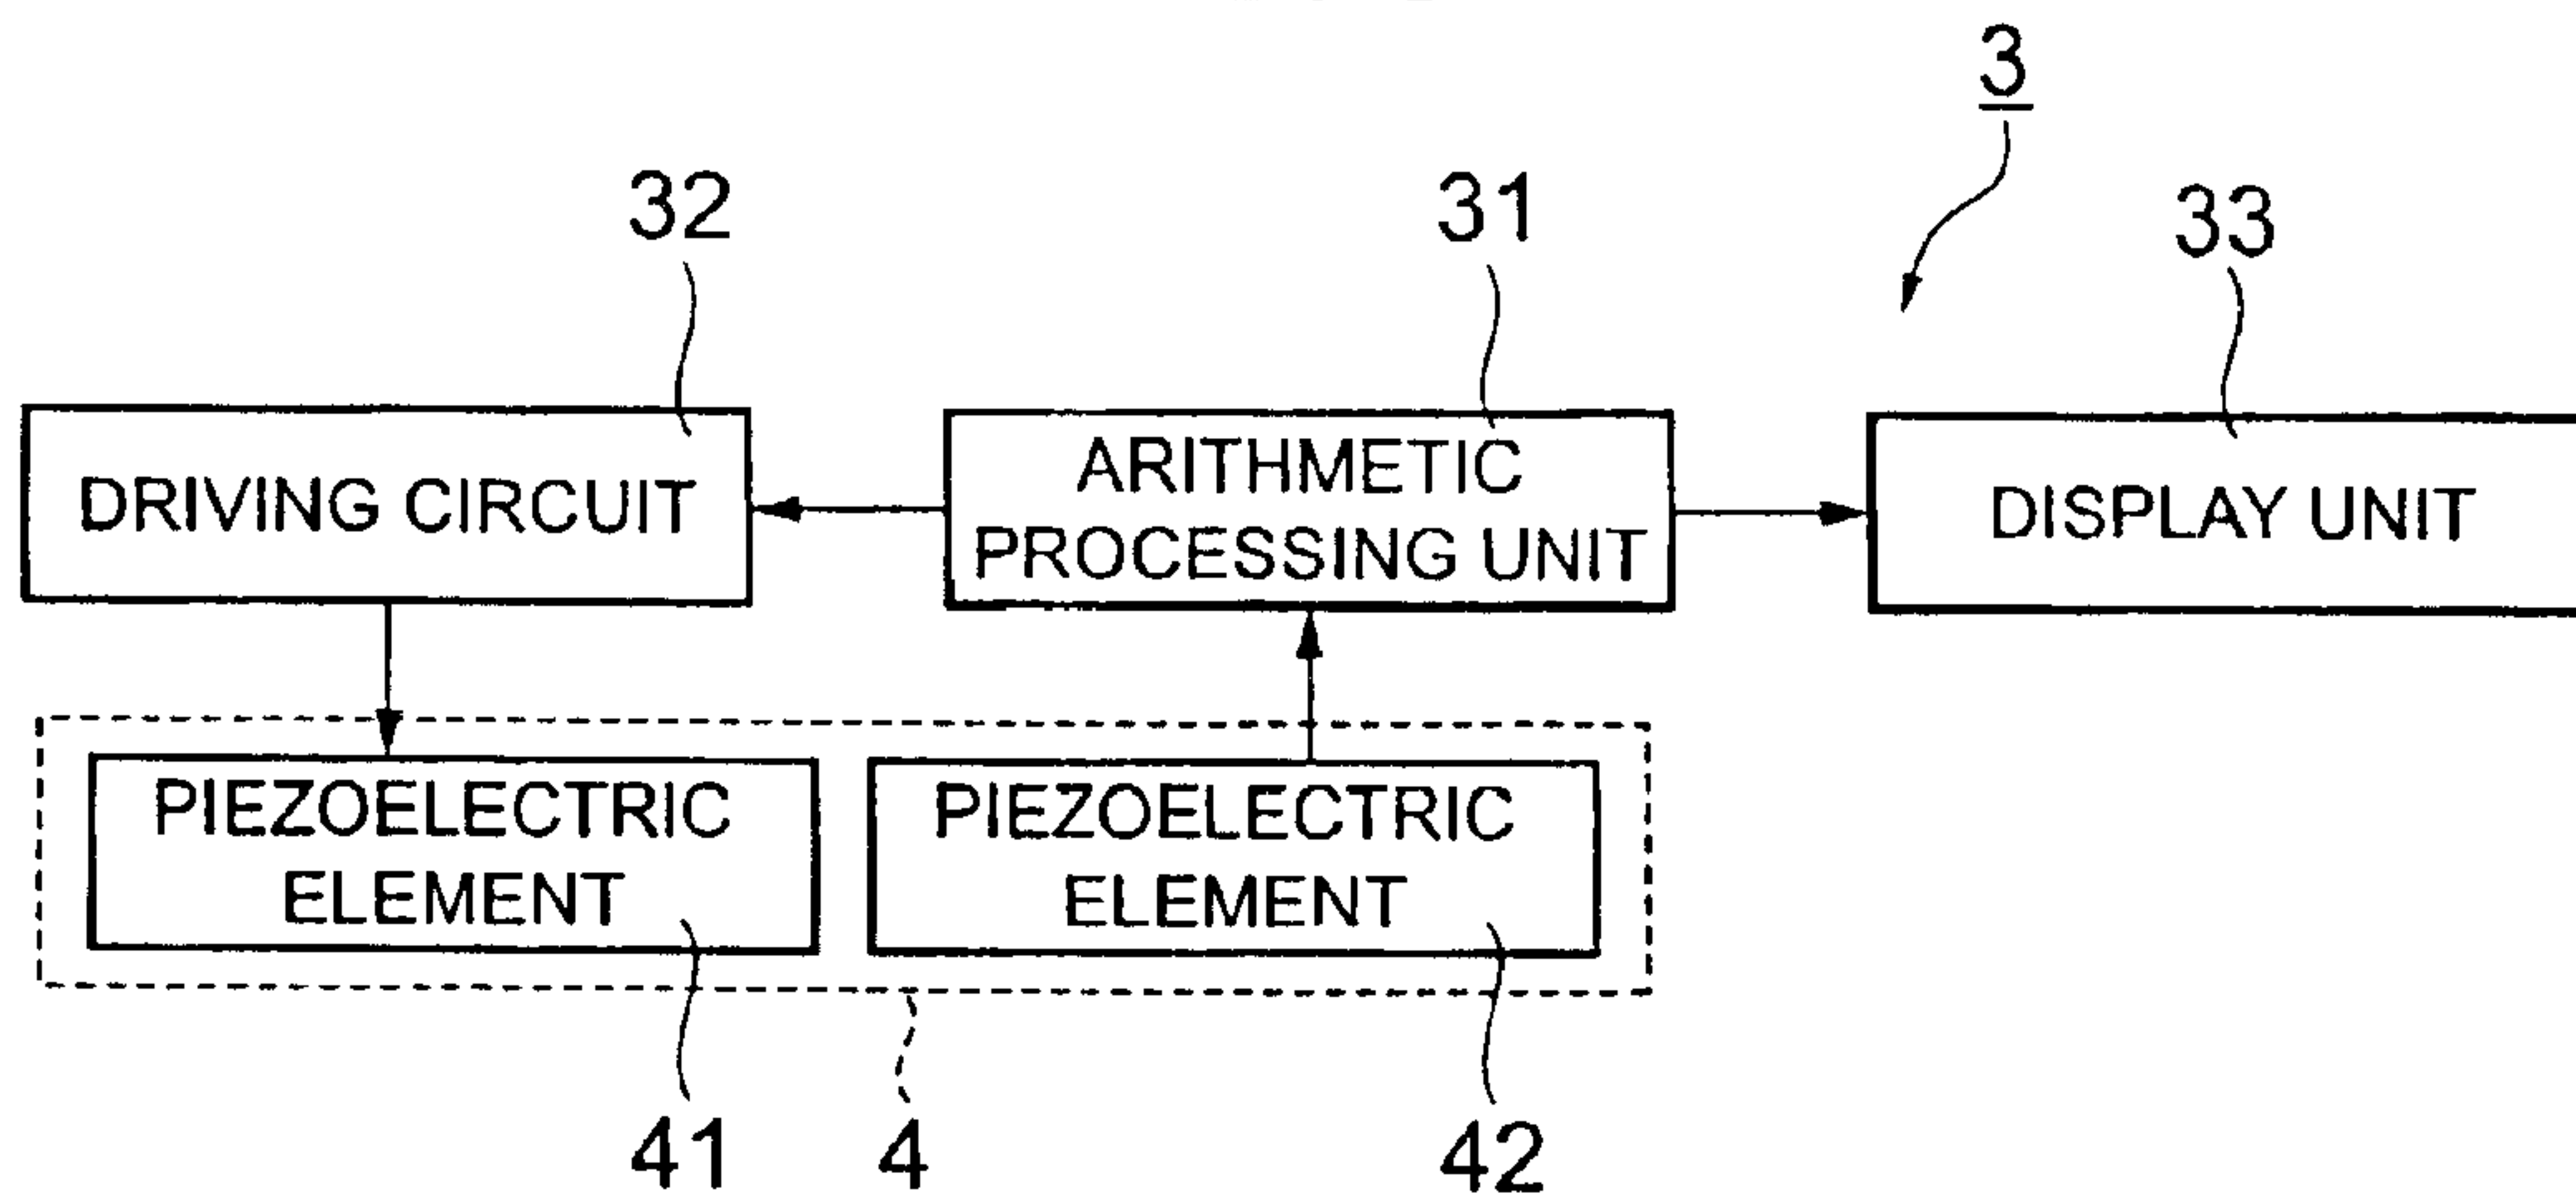 3
32
31
33
DRIVING CIRCUIT
ARITHMETIC
PROCESSING UNIT
DISPLAY UNIT
PIEZOELECTRIC
ELEMENT
PIEZOELECTRIC
ELEMENT
41
4
42